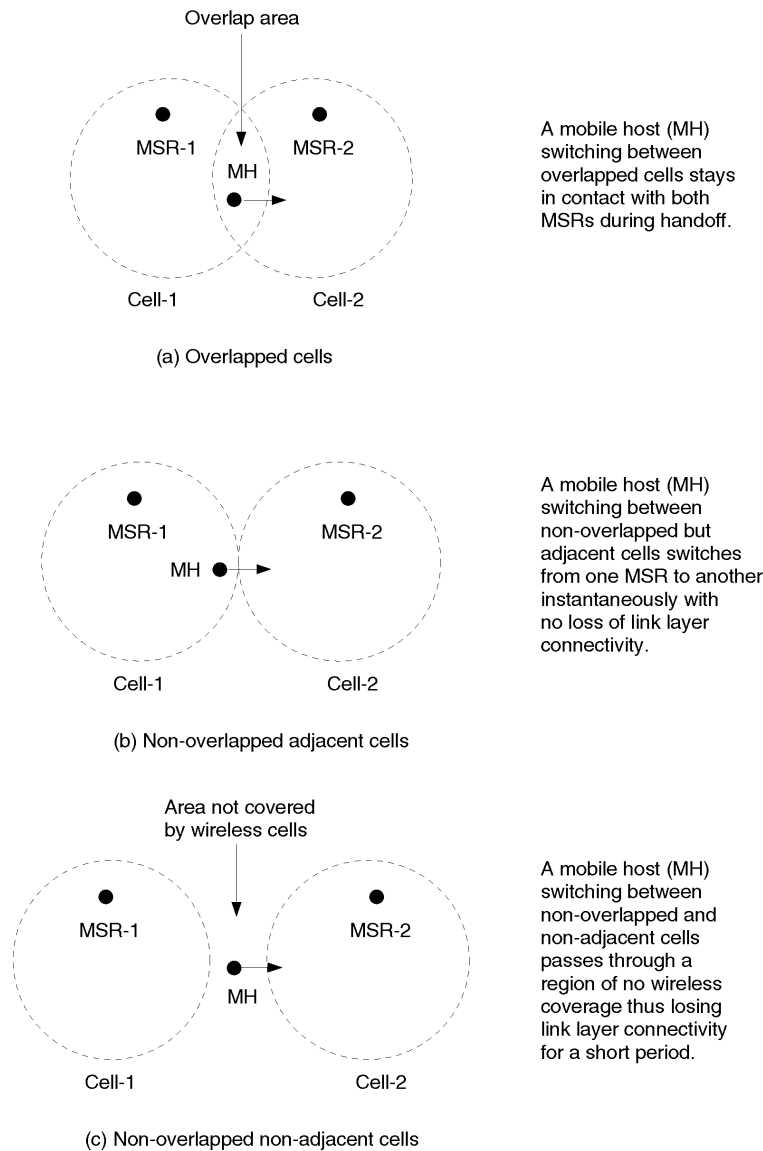 Overlap area
MSR-1
MSR-2
MH
Cell-1
Cell-2
A mobile host (MH)
switching between
overlapped cells stays
in contact with both
MSRs during handoff.
(a) Overlapped cells
MSR-1
MSR-2
MH
Cell-1
Cell-2
A mobile host (MH)
switching between
non-overlapped but
adjacent cells switches
from one MSR to another
instantaneously with
no loss of link layer
connectivity.
(b) Non-overlapped adjacent cells
Area not covered
by wireless cells
MSR-1
MSR-2
MH
Cell-1
Cell-2
A mobile host (MH)
switching between
non-overlapped and
non-adjacent cells
passes through a
region of no wireless
coverage thus losing
link layer connectivity
for a short period.
(c) Non-overlapped non-adjacent cells